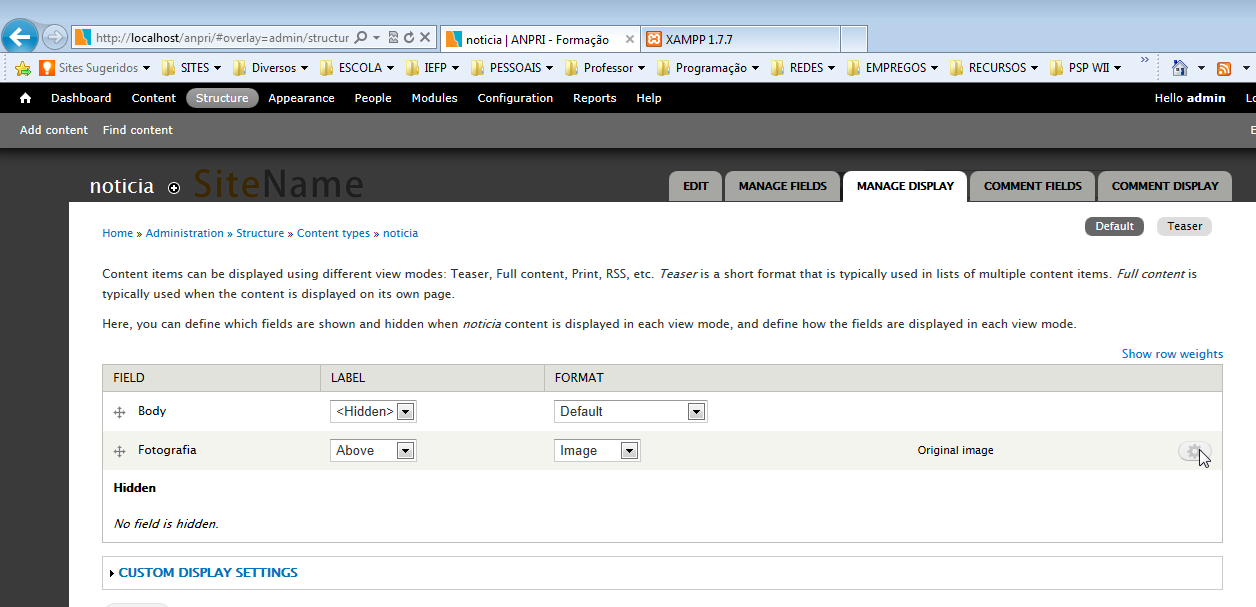 http://localhost/anpri/#overlay=admin/structur
noticia | ANPRI - Formação
XAMPP 1.7.7
Sites Sugeridos SITES Diversos ESCOLA IEFP PESSOAIS Professor Programação REDES EMPREGOS RECURSOS PSP WII
Dashboard Content Structure Appearance People Modules Configuration Reports Help Hello admin Lo
Add content Find content E
noticia SiteName
EDIT MANAGE FIELDS MANAGE DISPLAY COMMENT FIELDS COMMENT DISPLAY
Home » Administration » Structure » Content types » noticia
Default Teaser
Content items can be displayed using different view modes: Teaser, Full content, Print, RSS, etc. Teaser is a short format that is typically used in lists of multiple content items. Full content is
typically used when the content is displayed on its own page.
Here, you can define which fields are shown and hidden when noticia content is displayed in each view mode, and define how the fields are displayed in each view mode.
Show row weights
FIELD LABEL FORMAT
Body <Hidden> Default
Fotografia Above Image Original image
Hidden
No field is hidden.
CUSTOM DISPLAY SETTINGS